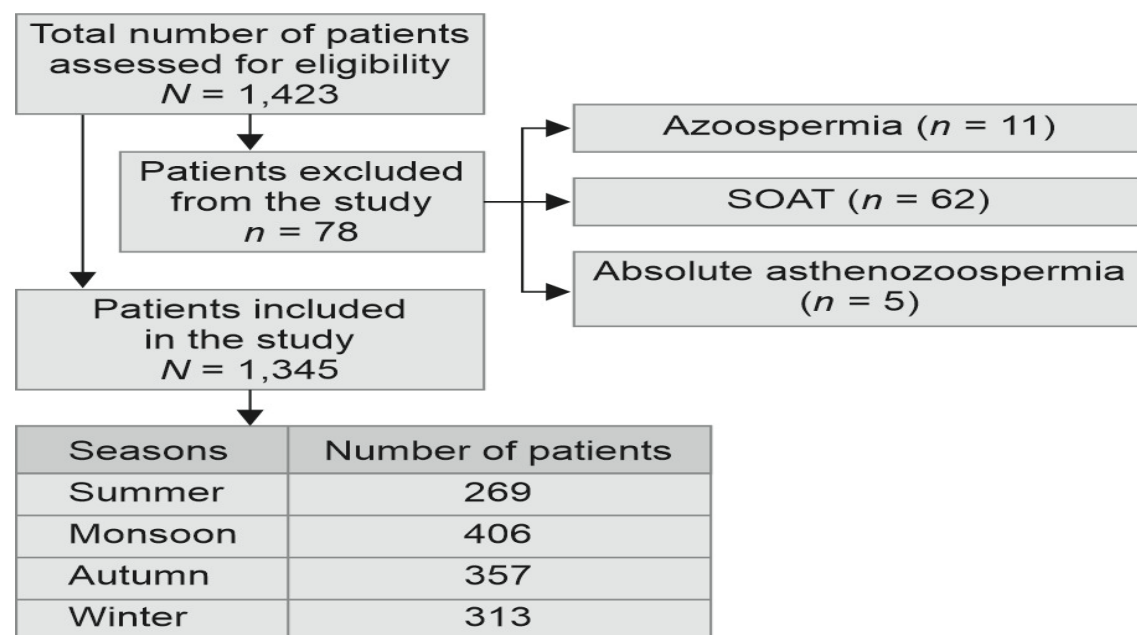 Total number of patients
assessed for eligibility
N = 1,423
Patients excluded
from the study
n = 78
Azoospermia (n = 11)
SOAT (n = 62)
Absolute asthenozoospermia
(n = 5)
Patients included
in the study
N = 1,345
Seasons Number of patients
Summer 269
Monsoon 406
Autumn 357
Winter 313